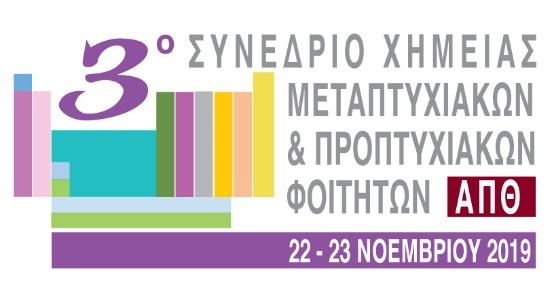 3ο ΣΥΝΕΔΡΙΟ ΧΗΜΕΙΑΣ
ΜΕΤΑΠΤΥΧΙΑΚΩΝ
& ΠΡΟΠΤΥΧΙΑΚΩΝ
ΦΟΙΤΗΤΩΝ ΑΠΘ
22 - 23 ΝΟΕΜΒΡΙΟΥ 2019